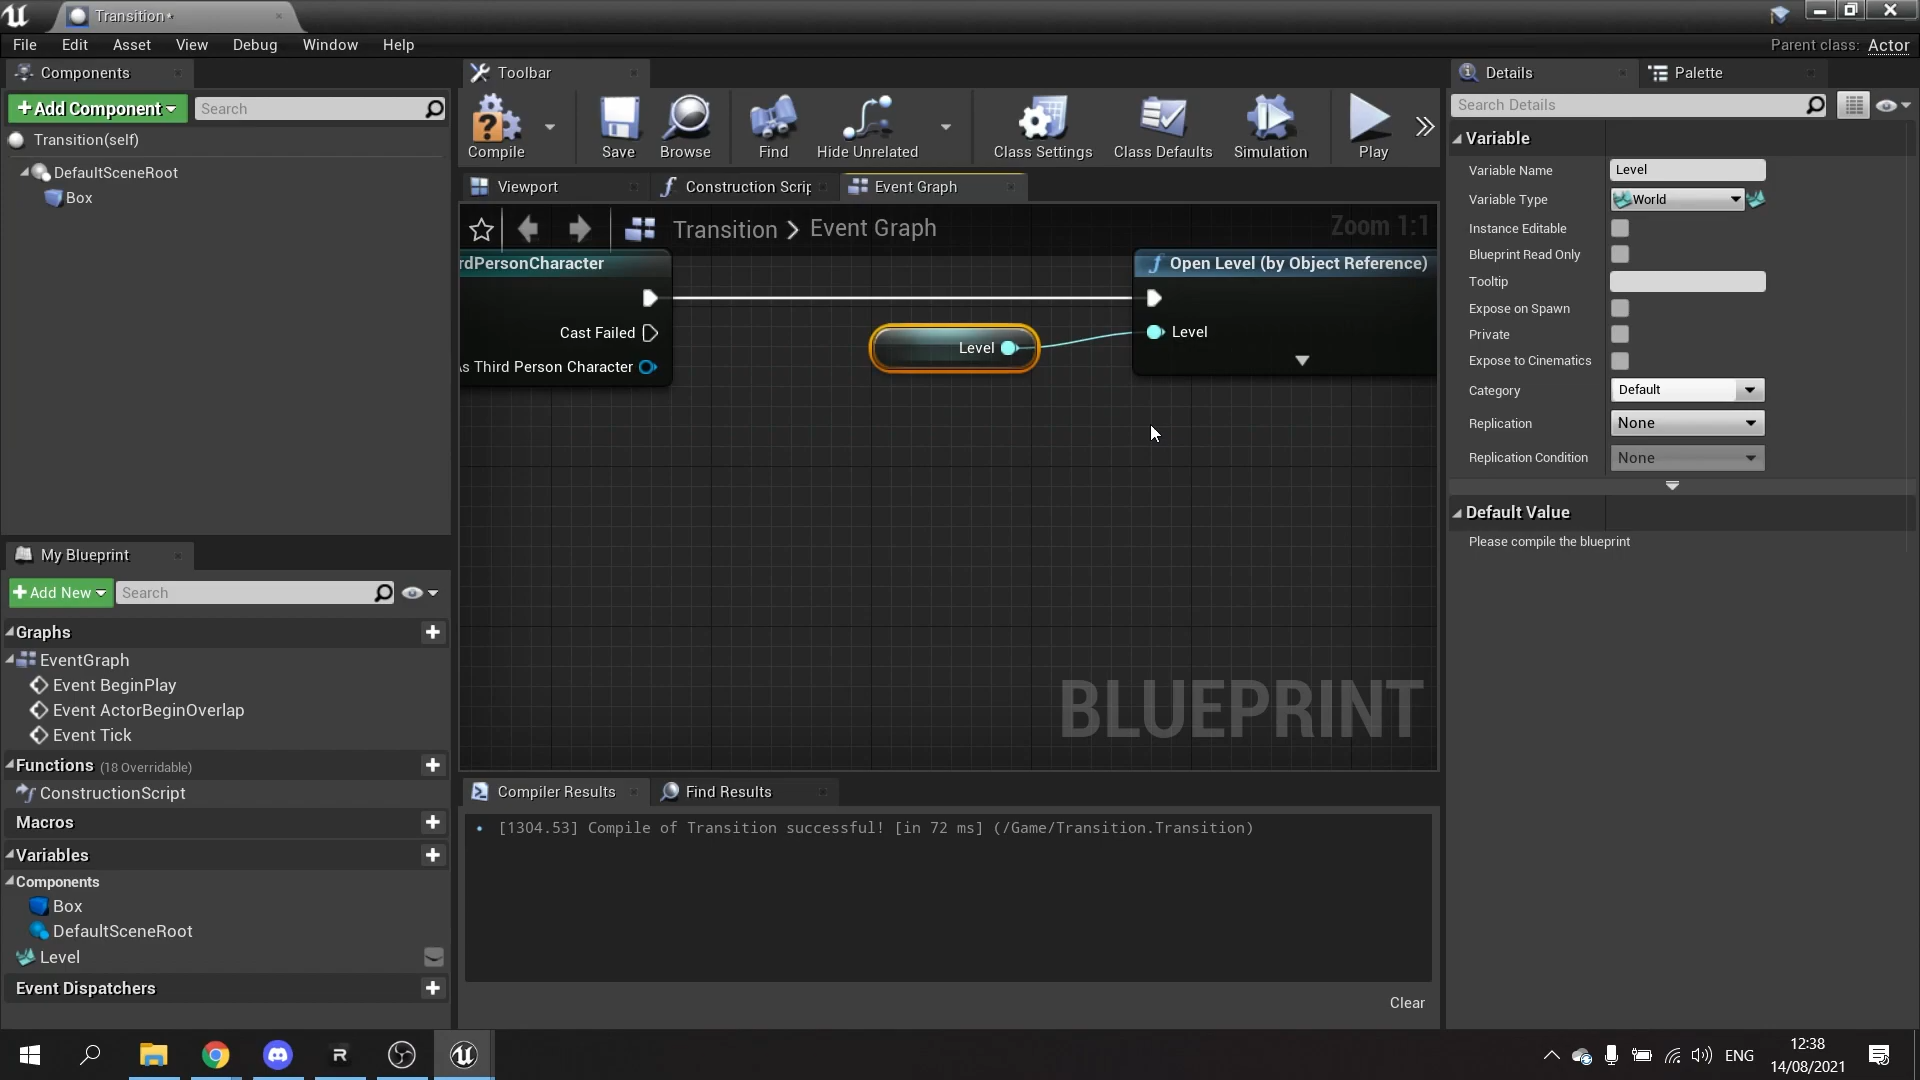 Transition*
File Edit Asset View Debug Window Help
Parent class: Actor
Components
Add Component Search
Transition(self)
DefaultSceneRoot
Box
Toolbar
Compile Save Browse Find Hide Unrelated Class Settings Class Defaults Simulation Play
Viewport Construction Scrip Event Graph
Transition Event Graph
Zoom 1:1
rdPersonCharacter
Cast Failed
As Third Person Character
Level
Open Level (by Object Reference)
Level
BLUEPRINT
My Blueprint
Add New Search
Graphs
EventGraph
Event BeginPlay
Event ActorBeginOverlap
Event Tick
Functions (18 Overridable)
ConstructionScript
Macros
Variables
Components
Box
DefaultSceneRoot
Level
Event Dispatchers
Compiler Results Find Results
[1304.53] Compile of Transition successful! [in 72 ms] (/Game/Transition.Transition)
Clear
Details Palette
Search Details
Variable
Variable Name Level
Variable Type World
Instance Editable
Blueprint Read Only
Tooltip
Expose on Spawn
Private
Expose to Cinematics
Category Default
Replication None
Replication Condition None
Default Value
Please compile the blueprint
ENG
12:38
14/08/2021